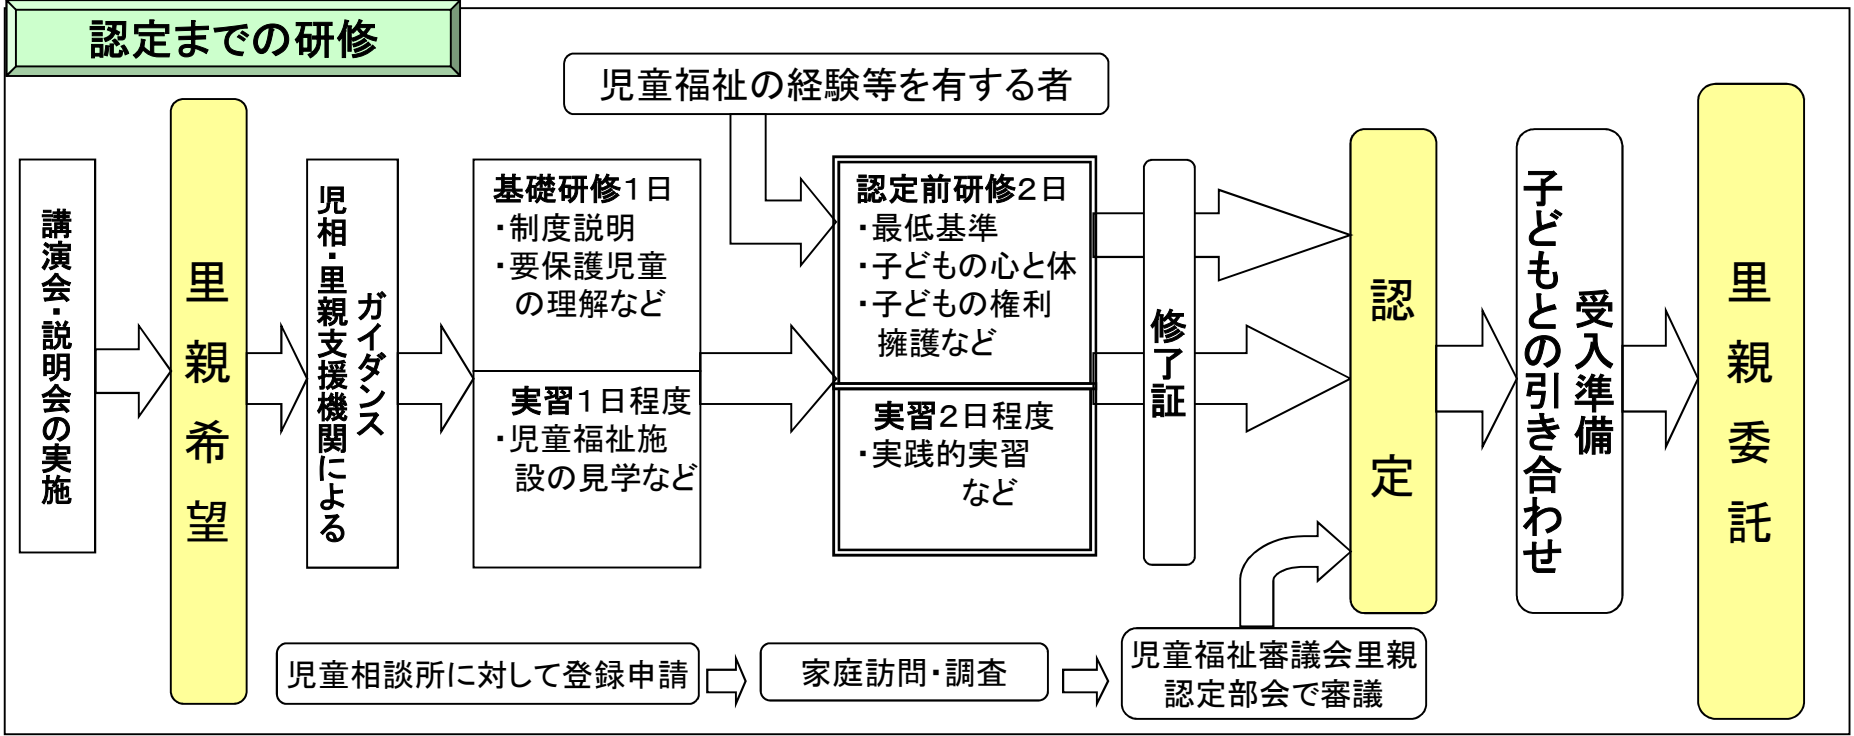 認定までの研修
児童福祉の経験等を有する者
講演会・説明会の実施
里親希望
児相・里親支援機関による
ガイダンス
基礎研修１日
・制度説明
・要保護児童
の理解など
実習１日程度
・児童福祉施
設の見学など
認定前研修２日
・最低基準
・子どもの心と体
・子どもの権利
擁護など
実習２日程度
・実践的実習
など
修了証
認定
子どもとの引き合わせ
受入準備
里親委託
児童相談所に対して登録申請
家庭訪問・調査
児童福祉審議会里親
認定部会で審議